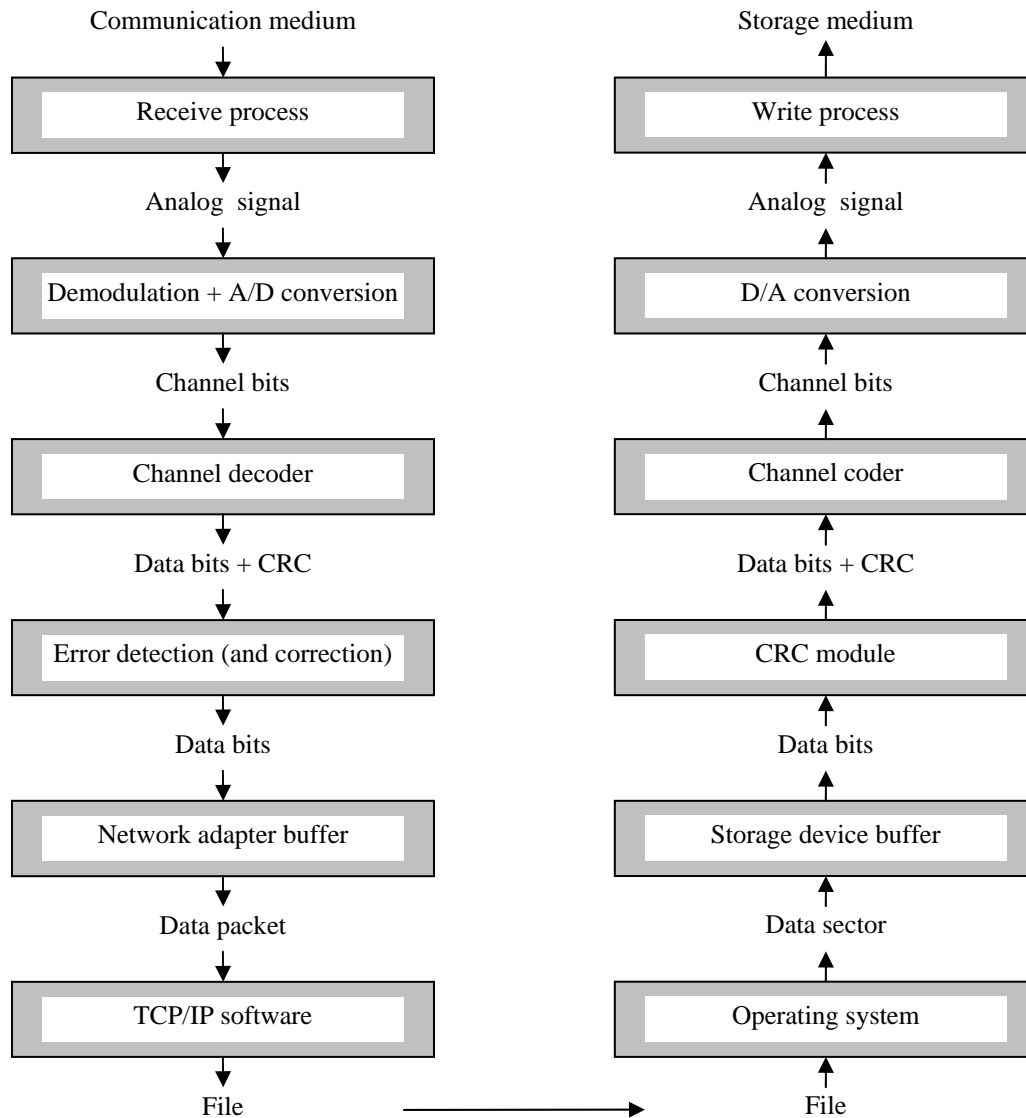 Communication medium
Receive process
Analog signal
Demodulation + A/D conversion
Channel bits
Channel decoder
Data bits + CRC
Error detection (and correction)
Data bits
Network adapter buffer
Data packet
TCP/IP software
File
Storage medium
Write process
Analog signal
D/A conversion
Channel bits
Channel coder
Data bits + CRC
CRC module
Data bits
Storage device buffer
Data sector
Operating system
File